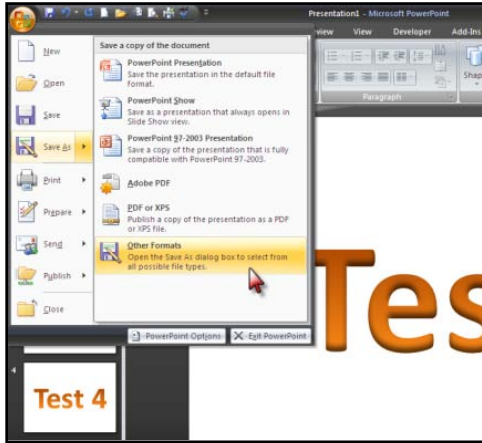 Presentation1 - Microsoft PowerPoint
View
Developer
Add-Ins
New
Open
Save
Save As
Print
Prepare
Send
Publish
Close
Save a copy of the document
PowerPoint Presentation
Save the presentation in the default file
format.
PowerPoint Show
Save as a presentation that always opens in
Slide Show view.
PowerPoint 97-2003 Presentation
Save a copy of the presentation that is fully
compatible with PowerPoint 97-2003.
Adobe PDF
PDF or XPS
Publish a copy of the presentation as a PDF
or XPS file.
Other Formats
Open the Save As dialog box to select from
all possible file types.
PowerPoint Options
Exit PowerPoint
Paragraph
Shap
Tes
4
Test 4